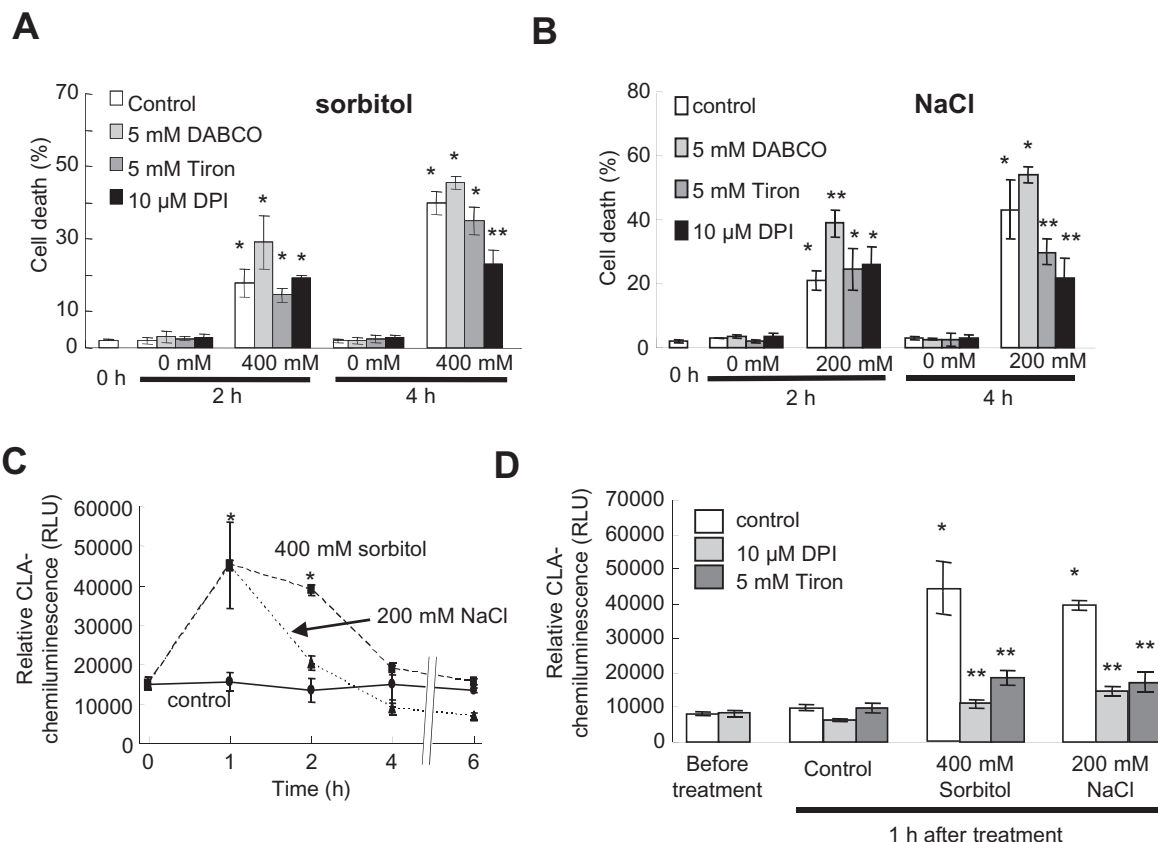 A
70
50
30
10
0
Cell death (%)
sorbitol
Control
5 mM DABCO
5 mM Tiron
10 µM DPI
* * * *
* * * **
0 h
0 mM
400 mM
0 mM
400 mM
2 h
4 h
B
80
60
40
20
0
Cell death (%)
NaCl
control
5 mM DABCO
5 mM Tiron
10 µM DPI
* ** * *
* * ** **
0 h
0 mM
200 mM
0 mM
200 mM
2 h
4 h
C
Relative CLA-
chemiluminescence (RLU)
60000
50000
40000
30000
20000
10000
0
*
400 mM sorbitol
*
200 mM NaCl
control
0 1 2 4 6
Time (h)
D
Relative CLA-
chemiluminescence (RLU)
70000
60000
50000
40000
30000
20000
10000
0
control
10 µM DPI
5 mM Tiron
* ** **
* ** **
Before
treatment
Control
400 mM
Sorbitol
200 mM
NaCl
1 h after treatment